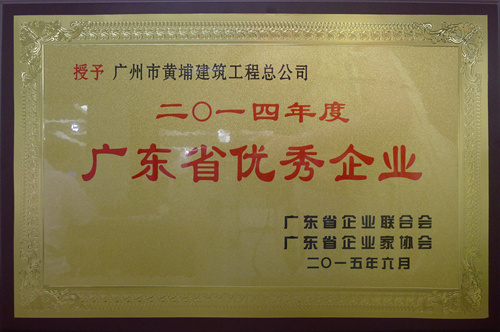 授予 广州市黄埔建筑工程总公司
二〇一四年度
广东省优秀企业
广东省企业联合会
广东省企业家协会
二〇一五年六月